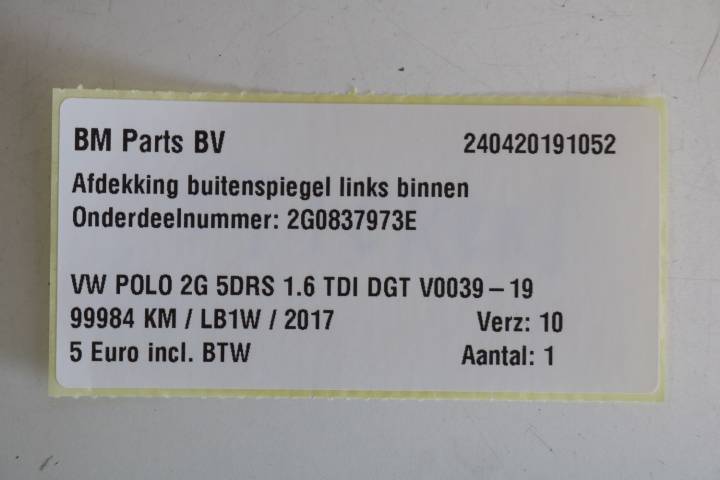 BM Parts BV 240420191052
Afdekking buitenspiegel links binnen
Onderdeelnummer: 2G0837973E
VW POLO 2G 5DRS 1.6 TDI DGT V0039 – 19
99984 KM / LB1W / 2017 Verz: 10
5 Euro incl. BTW Aantal: 1